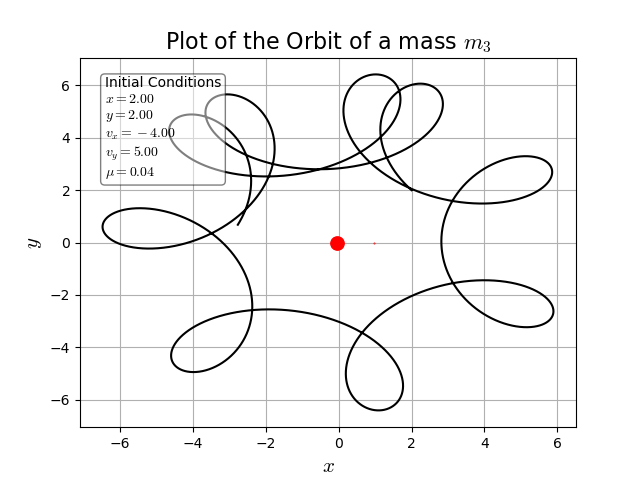 Plot of the Orbit of a mass m₃
Initial Conditions
x = 2.00
y = 2.00
vₓ = −4.00
v_y = 5.00
μ = 0.04
6
4
2
0
−2
−4
−6
y
−6 −4 −2 0 2 4 6
x